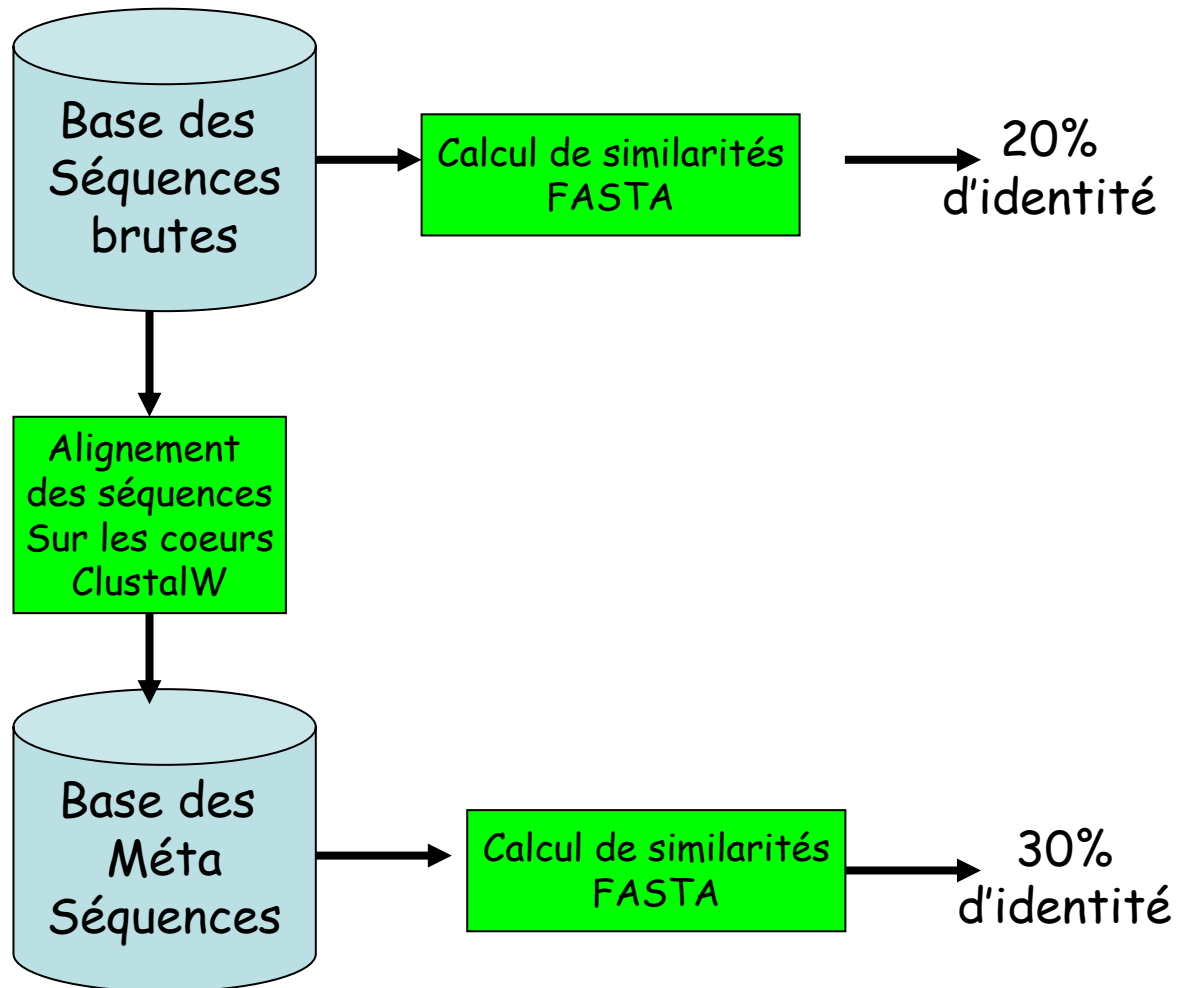 Base des
Séquences
brutes
Calcul de similarités
FASTA
20%
d'identité
Alignement
des séquences
Sur les coeurs
ClustalW
Base des
Méta
Séquences
Calcul de similarités
FASTA
30%
d'identité